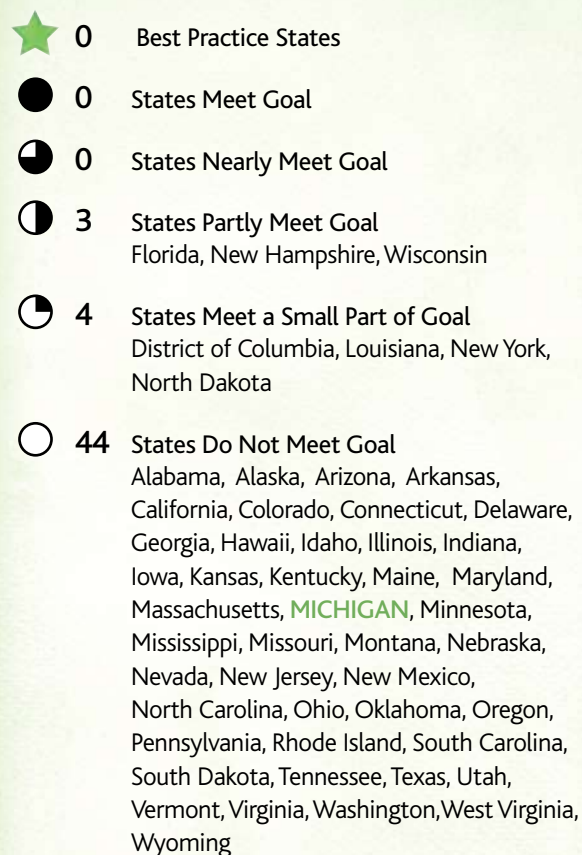 0 Best Practice States
0 States Meet Goal
0 States Nearly Meet Goal
3 States Partly Meet Goal
Florida, New Hampshire, Wisconsin
4 States Meet a Small Part of Goal
District of Columbia, Louisiana, New York,
North Dakota
44 States Do Not Meet Goal
Alabama, Alaska, Arizona, Arkansas,
California, Colorado, Connecticut, Delaware,
Georgia, Hawaii, Idaho, Illinois, Indiana,
Iowa, Kansas, Kentucky, Maine, Maryland,
Massachusetts, MICHIGAN, Minnesota,
Mississippi, Missouri, Montana, Nebraska,
Nevada, New Jersey, New Mexico,
North Carolina, Ohio, Oklahoma, Oregon,
Pennsylvania, Rhode Island, South Carolina,
South Dakota, Tennessee, Texas, Utah,
Vermont, Virginia, Washington,West Virginia,
Wyoming